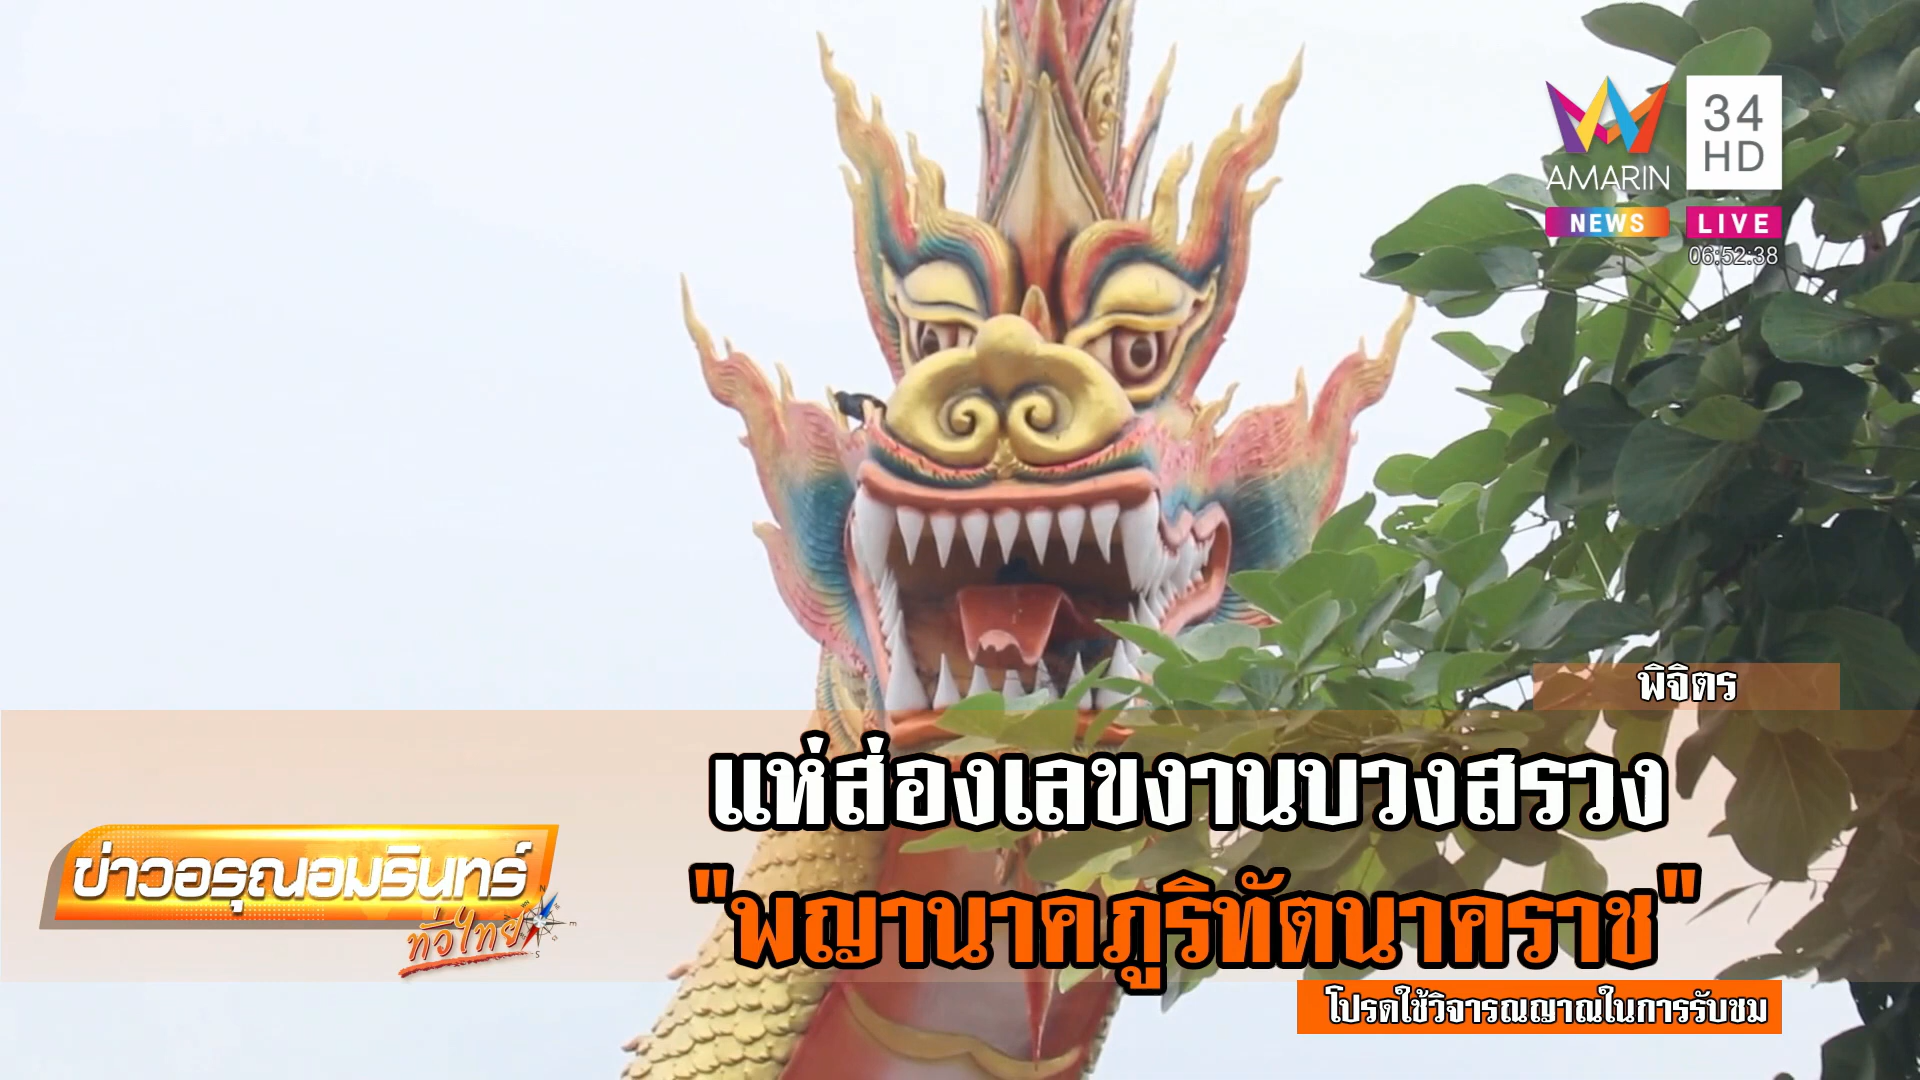 AMARIN
34
HD
NEWS
LIVE
06:52:38
พิจิตร
แห่ส่องเลขงานบวงสรวง
"พญานาคภูริทัตนาคราช"
ข่าวอรุณอมรินทร์
ทั่วไทย
โปรดใช้วิจารณญาณในการรับชม